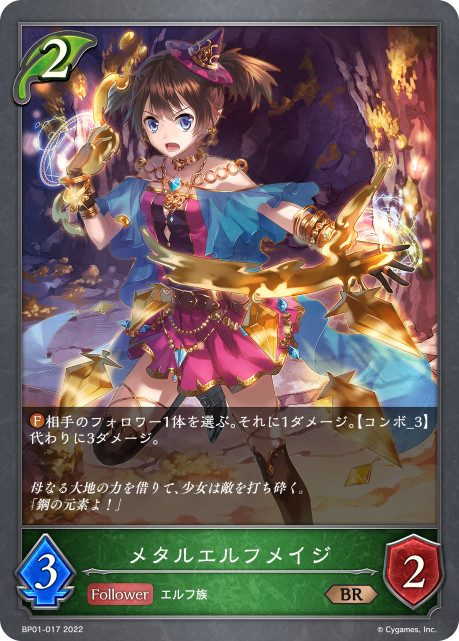 2
F 相手のフォロワー1体を選ぶ。それに1ダメージ。【コンボ_3】
代わりに3ダメージ。
母なる大地の力を借りて、少女は敵を打ち砕く。
「鋼の元素よ！」
メタルエルフメイジ
3
2
Follower エルフ族
BR
BP01-017 2022
© Cygames, Inc.